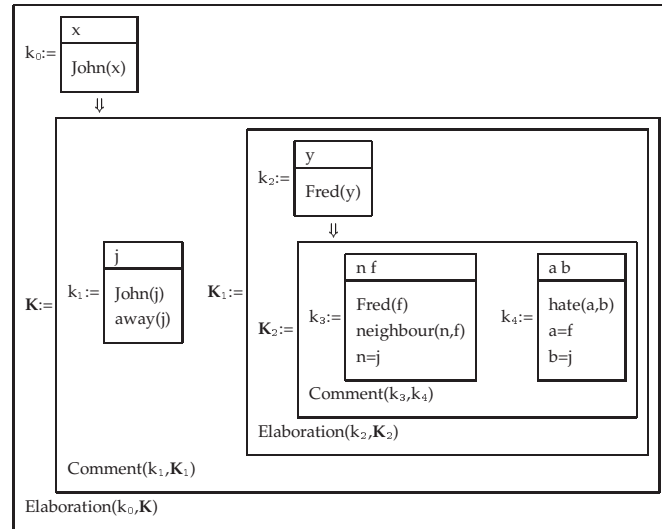 x
k₀:=
John(x)
⇓
y
k₂:=
Fred(y)
⇓
j
n f
a b
K:=
k₁:=
John(j)
away(j)
K₁:=
K₂:=
k₃:=
Fred(f)
neighbour(n,f)
n=j
k₄:=
hate(a,b)
a=f
b=j
Comment(k₃,k₄)
Elaboration(k₂,K₂)
Comment(k₁,K₁)
Elaboration(k₀,K)